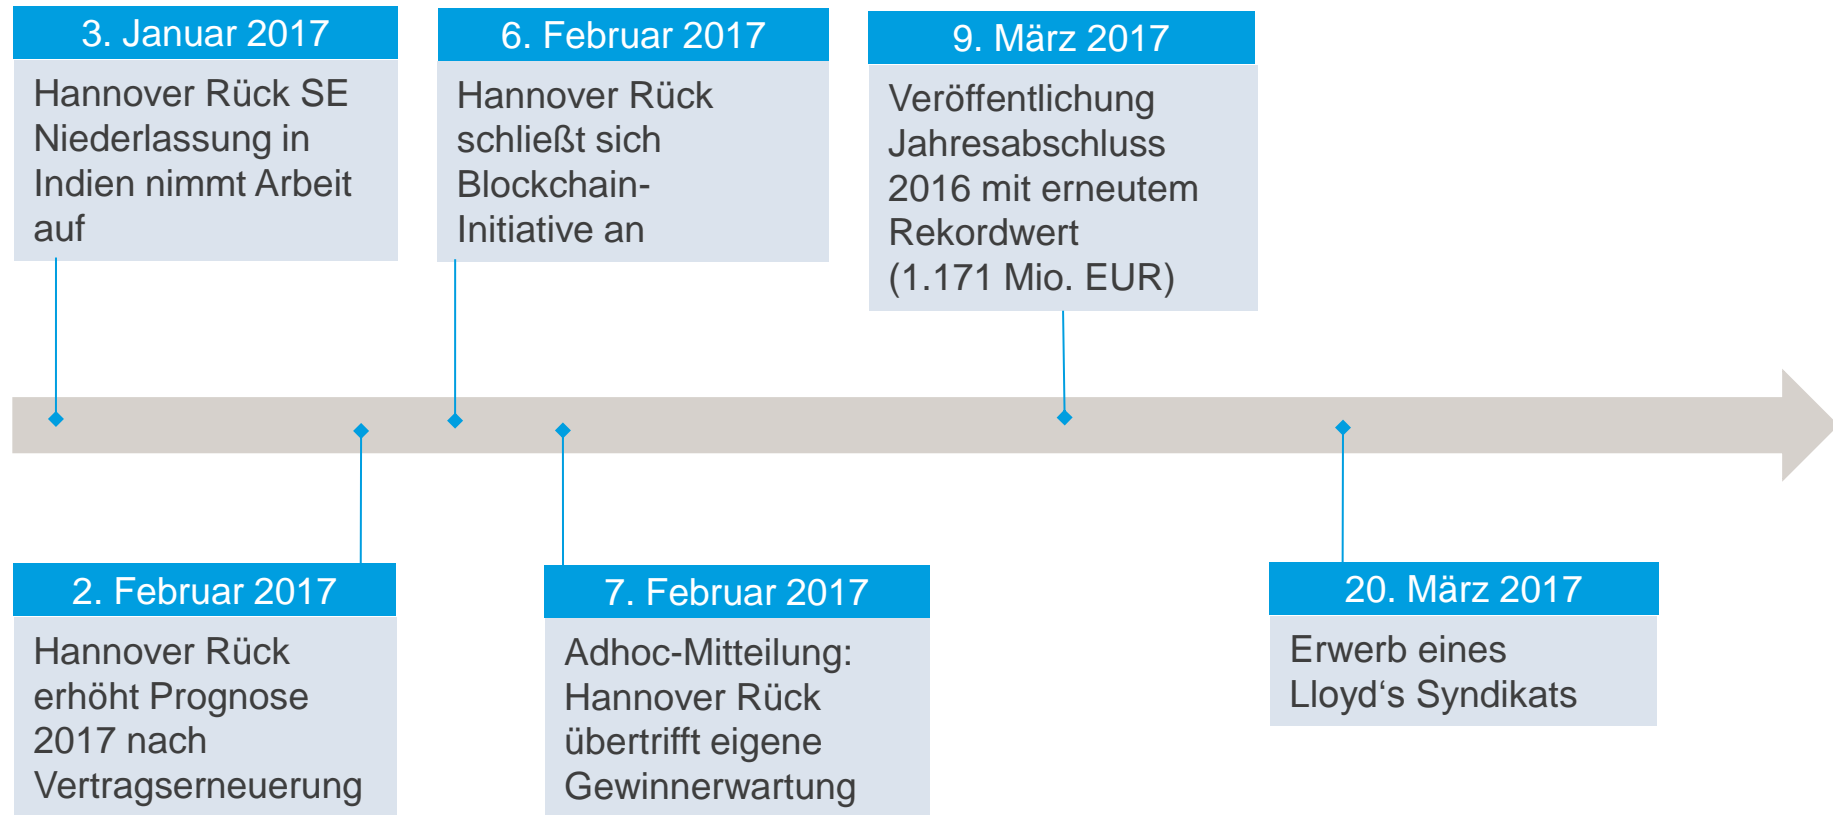 3. Januar 2017
Hannover Rück SE
Niederlassung in
Indien nimmt Arbeit
auf
6. Februar 2017
Hannover Rück
schließt sich
Blockchain-
Initiative an
9. März 2017
Veröffentlichung
Jahresabschluss
2016 mit erneutem
Rekordwert
(1.171 Mio. EUR)
2. Februar 2017
Hannover Rück
erhöht Prognose
2017 nach
Vertragserneuerung
7. Februar 2017
Adhoc-Mitteilung:
Hannover Rück
übertrifft eigene
Gewinnerwartung
20. März 2017
Erwerb eines
Lloyd‘s Syndikats